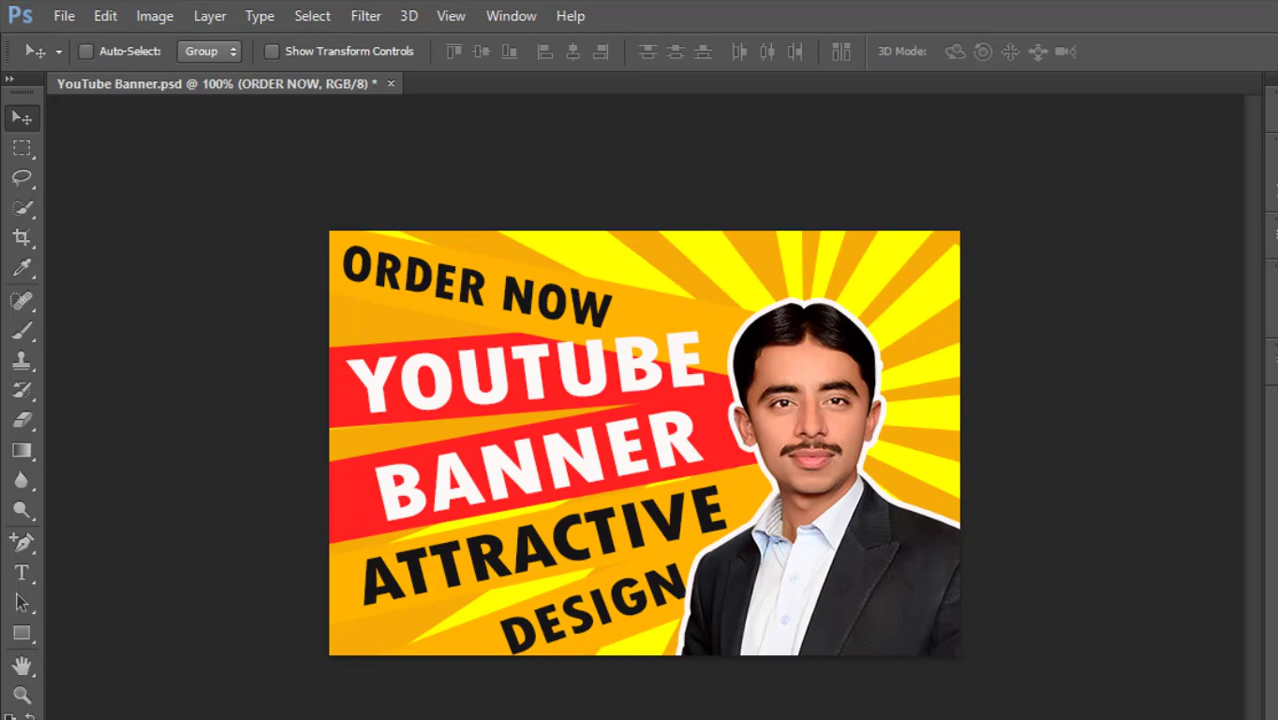 Ps File Edit Image Layer Type Select Filter 3D View Window Help
Auto-Select: Group Show Transform Controls 3D Mode:
YouTube Banner.psd @ 100% (ORDER NOW, RGB/8) * ×
ORDER NOW
YOUTUBE
BANNER
ATTRACTIVE
DESIGN
T